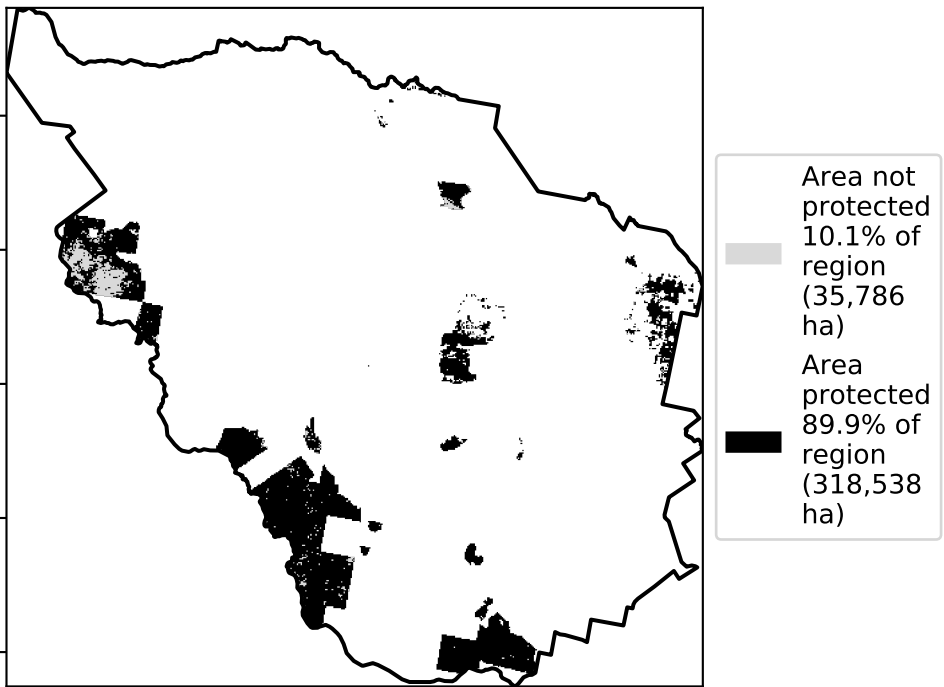 Area not
protected
10.1% of
region
(35,786
ha)
Area
protected
89.9% of
region
(318,538
ha)